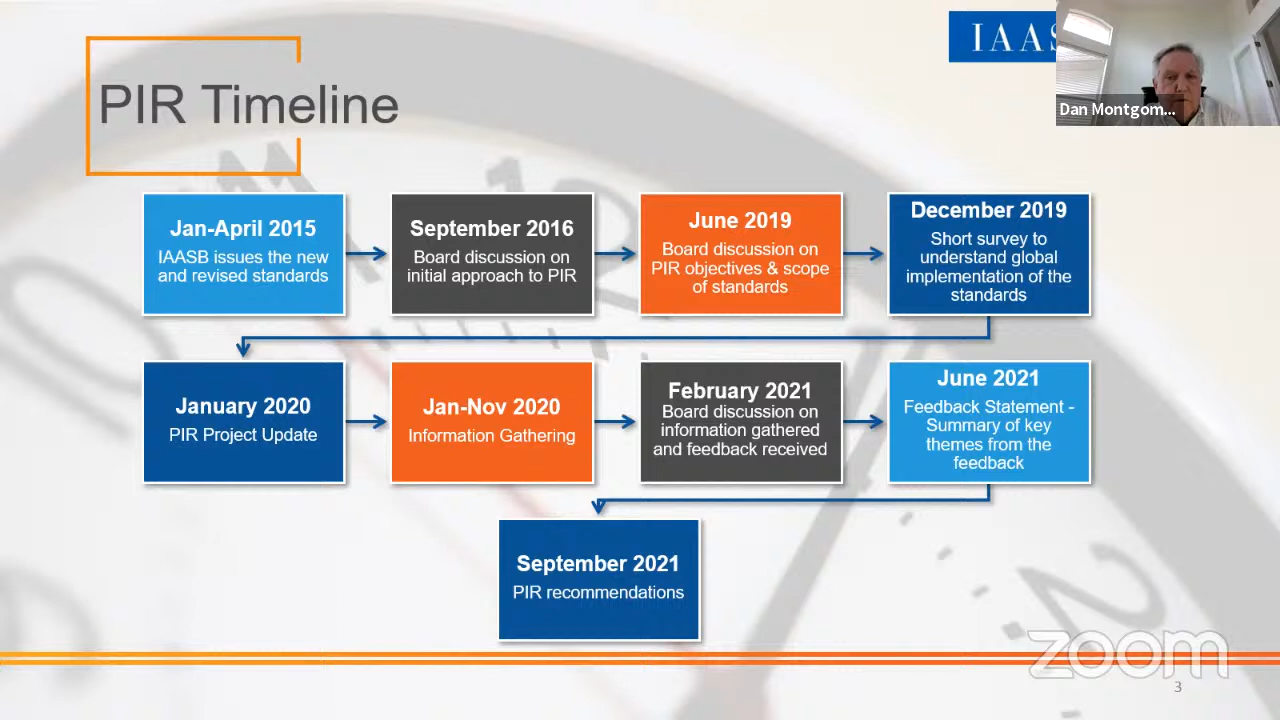 IAAS
Dan Montgom...
PIR Timeline
Jan-April 2015
IAASB issues the new
and revised standards
September 2016
Board discussion on
initial approach to PIR
June 2019
Board discussion on
PIR objectives & scope
of standards
December 2019
Short survey to
understand global
implementation of the
standards
January 2020
PIR Project Update
Jan-Nov 2020
Information Gathering
February 2021
Board discussion on
information gathered
and feedback received
June 2021
Feedback Statement -
Summary of key
themes from the
feedback
September 2021
PIR recommendations
zoom
3
11
12
10
2